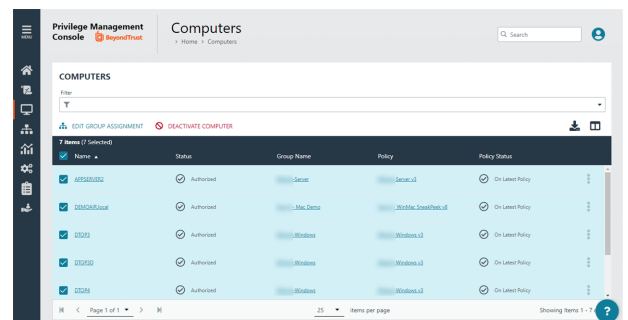 MENU
Privilege Management
Console BeyondTrust
Computers
> Home > Computers
Search
COMPUTERS
Filter
EDIT GROUP ASSIGNMENT DEACTIVATE COMPUTER
7 items (7 Selected)
Name Status Group Name Policy Policy Status
APPSERVER2 Authorized -Server Server v3 On Latest Policy
DEMOAIR.local Authorized - Mac Demo WinMac SneakPeek v8 On Latest Policy
DTOP3 Authorized -Windows Windows v3 On Latest Policy
DTOP3O Authorized -Windows Windows v3 On Latest Policy
DTOP4 Authorized -Windows Windows v3 On Latest Policy
Page 1 of 1 25 items per page Showing Items 1 - 7
?